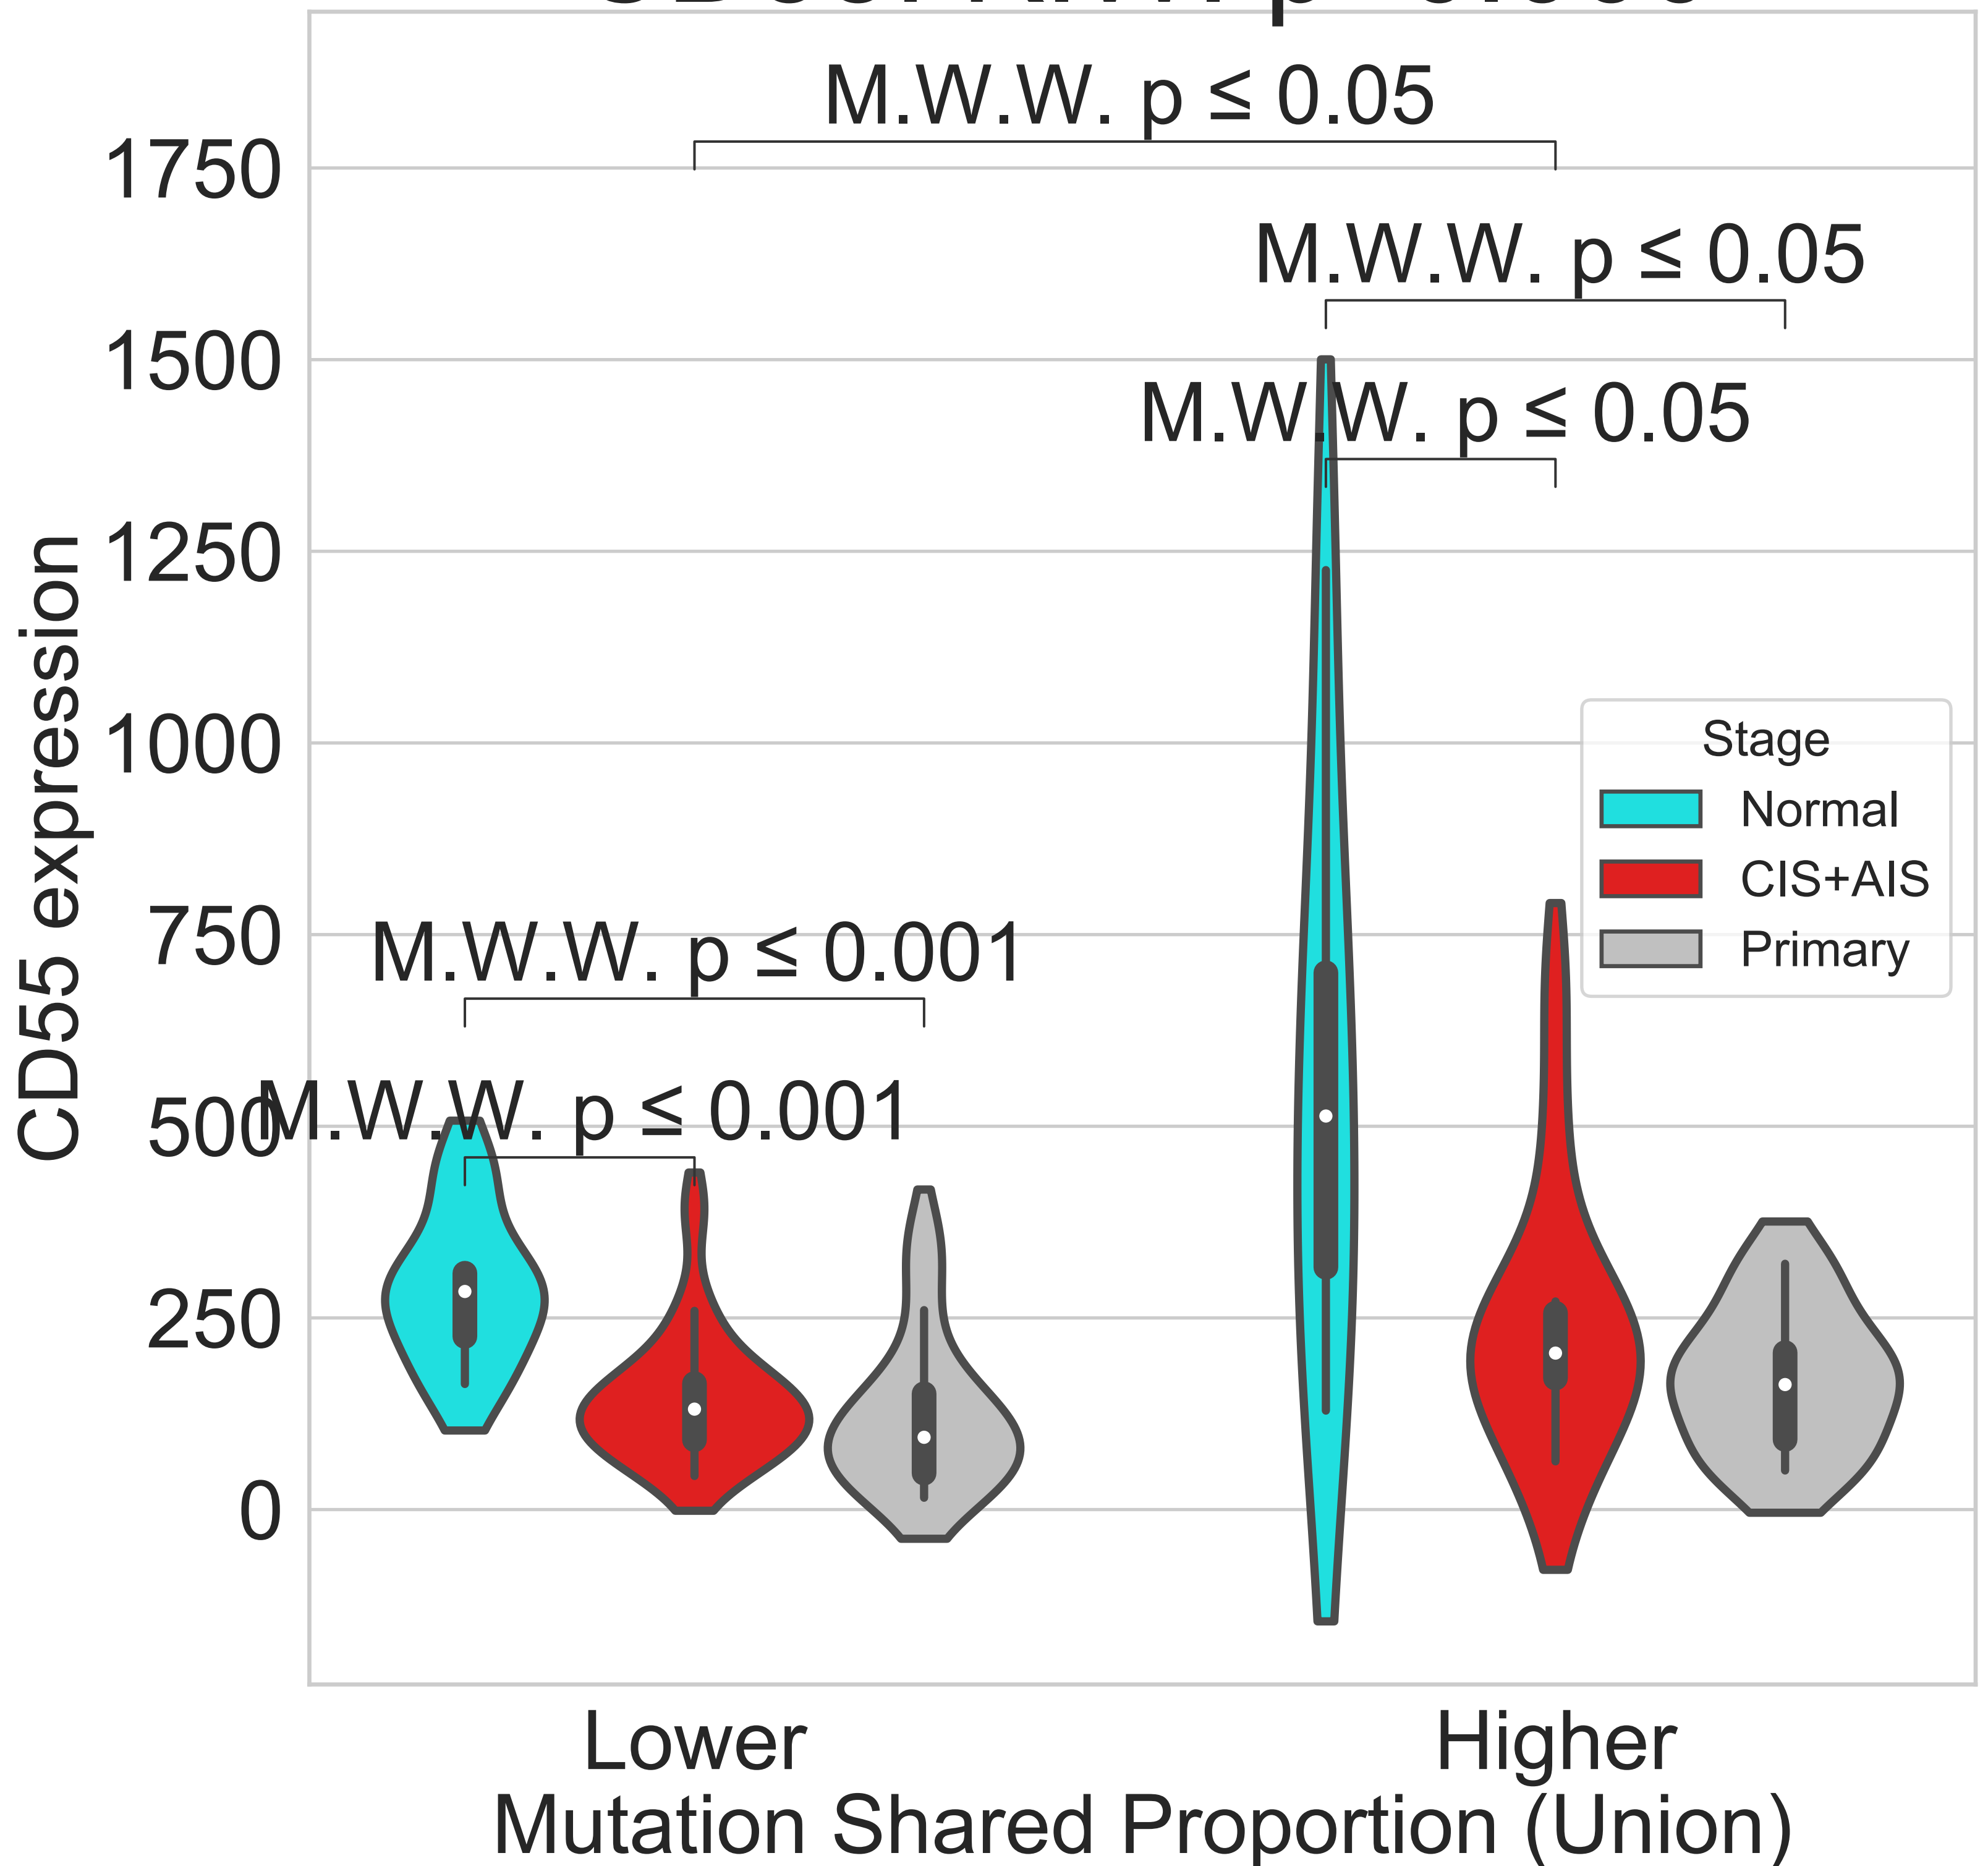 M.W.W. p ≤ 0.05
1750
M.W.W. p ≤ 0.05
1500
M.W.W. p ≤ 0.05
1250
1000
750
500
250
0
CD55 expression
Stage
Normal
CIS+AIS
Primary
M.W.W. p ≤ 0.001
M.W.W. p ≤ 0.001
Lower
Higher
Mutation Shared Proportion (Union)